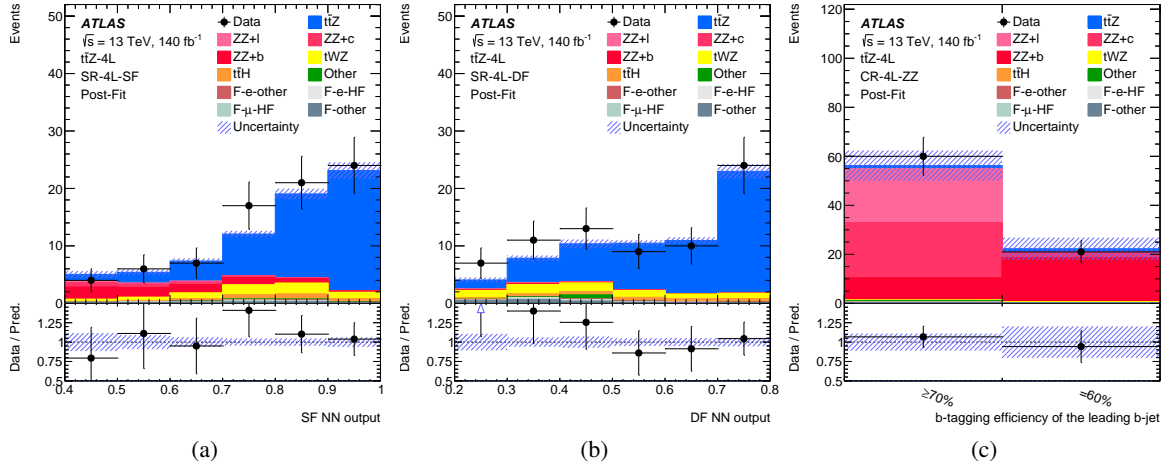 Events
50
40
30
20
10
0
ATLAS
√s = 13 TeV, 140 fb⁻¹
tt̄Z-4L
SR-4L-SF
Post-Fit
Data
tt̄Z
ZZ+l
ZZ+c
ZZ+b
tWZ
tt̄H
Other
F-e-other
F-e-HF
F-μ-HF
F-other
Uncertainty
Data / Pred.
1.25
1
0.75
0.5
0.4 0.5 0.6 0.7 0.8 0.9 1
SF NN output
(a)
Events
50
40
30
20
10
0
ATLAS
√s = 13 TeV, 140 fb⁻¹
tt̄Z-4L
SR-4L-DF
Post-Fit
Data
tt̄Z
ZZ+l
ZZ+c
ZZ+b
tWZ
tt̄H
Other
F-e-other
F-e-HF
F-μ-HF
F-other
Uncertainty
Data / Pred.
1.25
1
0.75
0.5
0.2 0.3 0.4 0.5 0.6 0.7 0.8
DF NN output
(b)
Events
120
100
80
60
40
20
0
ATLAS
√s = 13 TeV, 140 fb⁻¹
tt̄Z-4L
CR-4L-ZZ
Post-Fit
Data
tt̄Z
ZZ+l
ZZ+c
ZZ+b
tWZ
tt̄H
Other
F-e-other
F-e-HF
F-μ-HF
F-other
Uncertainty
Data / Pred.
1.25
1
0.75
0.5
≥70% =60%
b-tagging efficiency of the leading b-jet
(c)